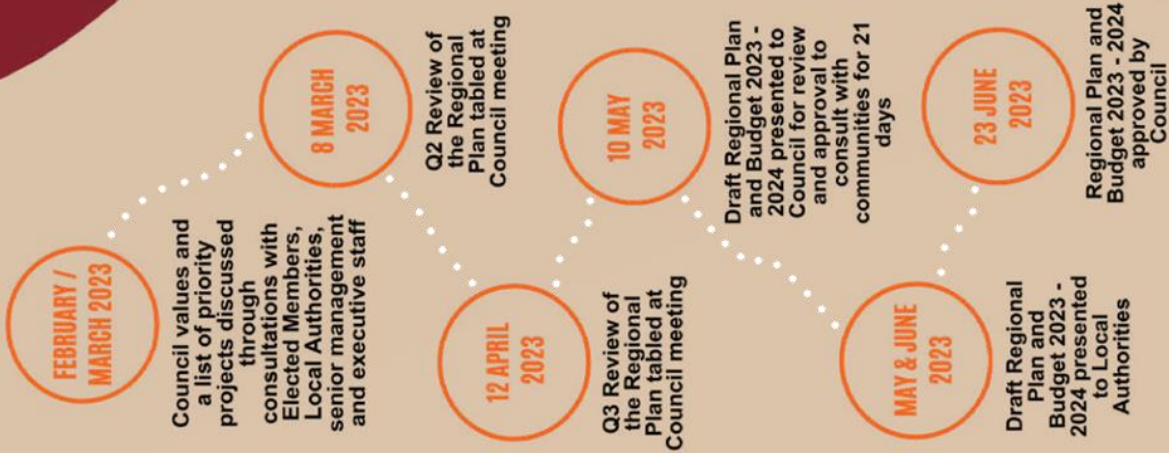 FEBRUARY /
MARCH 2023
Council values and
a list of priority
projects discussed
through
consultations with
Elected Members,
Local Authorities,
senior management
and executive staff
8 MARCH
2023
Q2 Review of
the Regional
Plan tabled at
Council meeting
12 APRIL
2023
Q3 Review of
the Regional
Plan tabled at
Council meeting
10 MAY
2023
Draft Regional Plan
and Budget 2023 -
2024 presented to
Council for review
and approval to
consult with
communities for 21
days
MAY & JUNE
2023
Draft Regional
Plan and
Budget 2023 -
2024 presented
to Local
Authorities
23 JUNE
2023
Regional Plan and
Budget 2023 - 2024
approved by
Council